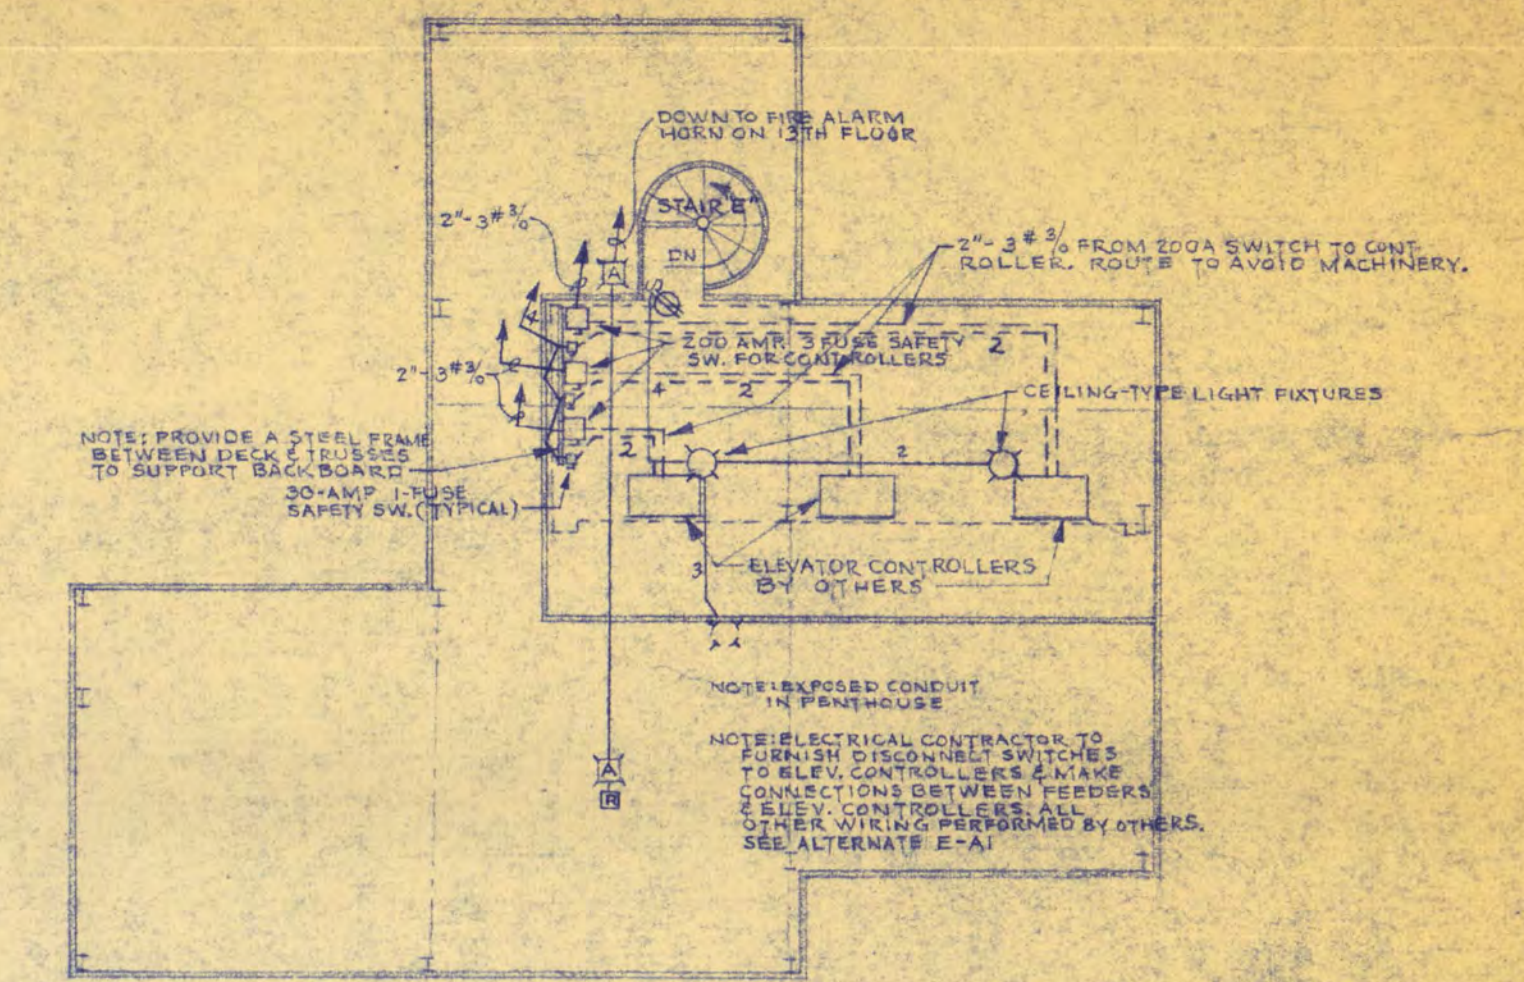 DOWN TO FIRE ALARM
HORN ON 13TH FLOOR
STAIR "E"
DN
2"-3#3/0
A
S
2"-3#3/0 FROM 200A SWITCH TO CONT
ROLLER. ROUTE TO AVOID MACHINERY.
4
200 AMP. 3 FUSE SAFETY
SW. FOR CONTROLLERS
2
2"-3#3/0
4
2
CEILING-TYPE LIGHT FIXTURES
NOTE: PROVIDE A STEEL FRAME
BETWEEN DECK & TRUSSES
TO SUPPORT BACKBOARD
2
2
30-AMP 1-FUSE
SAFETY SW. (TYPICAL)
3
ELEVATOR CONTROLLERS
BY OTHERS
NOTE: EXPOSED CONDUIT
IN PENTHOUSE
NOTE: ELECTRICAL CONTRACTOR TO
FURNISH DISCONNECT SWITCHES
TO ELEV. CONTROLLERS & MAKE
CONNECTIONS BETWEEN FEEDERS
& ELEV. CONTROLLERS. ALL
OTHER WIRING PERFORMED BY OTHERS.
SEE ALTERNATE E-A1
A
R